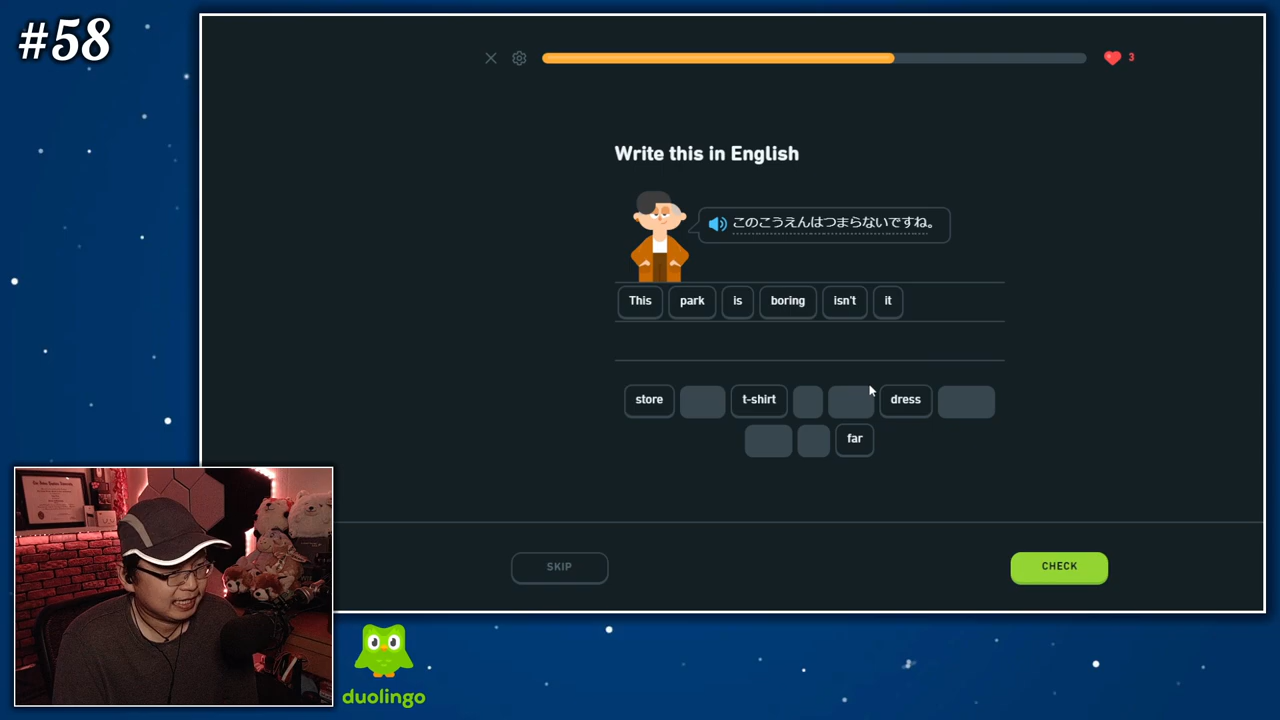 #58
3
Write this in English
このこうえんはつまらないですね。
This park is boring isn't it
store t-shirt dress
far
SKIP
CHECK
duolingo